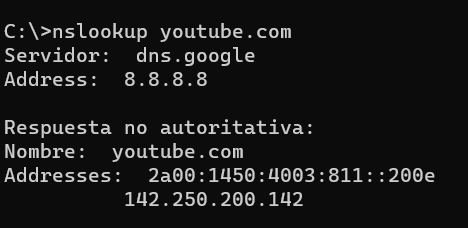 C:\>nslookup youtube.com
Servidor:  dns.google
Address:  8.8.8.8

Respuesta no autoritativa:
Nombre:  youtube.com
Addresses:  2a00:1450:4003:811::200e
          142.250.200.142